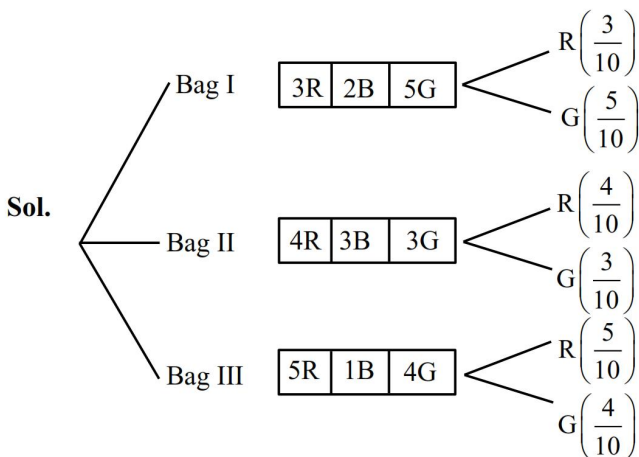 R(3/10)
Bag I 3R 2B 5G
G(5/10)
Sol.
R(4/10)
Bag II 4R 3B 3G
G(3/10)
R(5/10)
Bag III 5R 1B 4G
G(4/10)